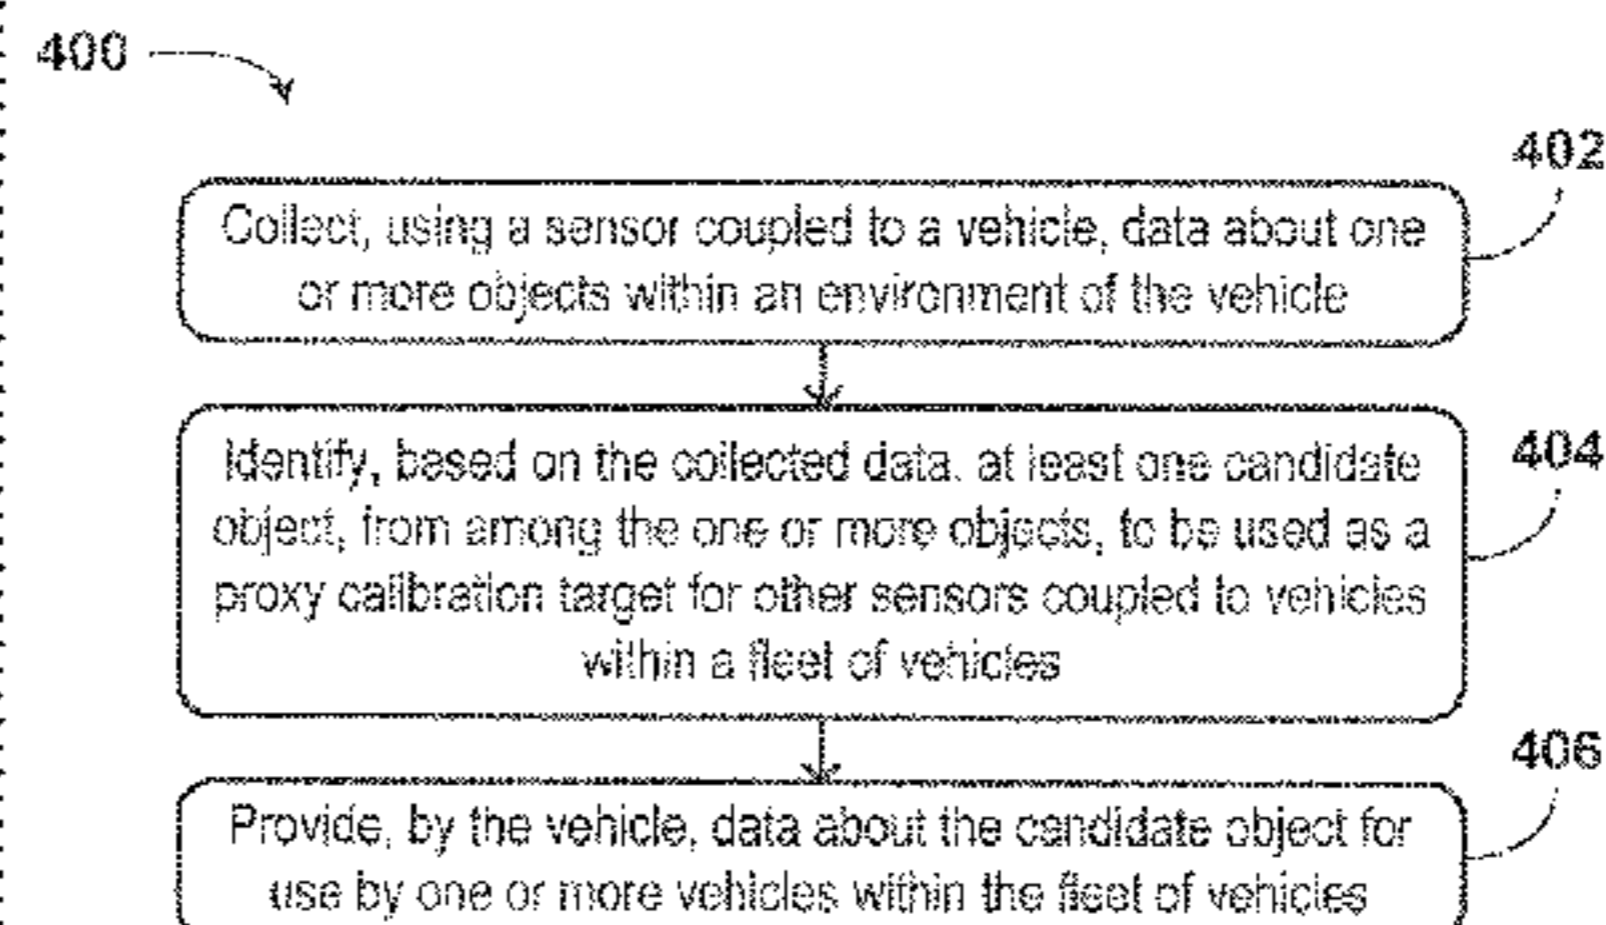 400
402
Collect, using a sensor coupled to a vehicle, data about one
or more objects within an environment of the vehicle
404
Identify, based on the collected data, at least one candidate
object, from among the one or more objects, to be used as a
proxy calibration target for other sensors coupled to vehicles
within a fleet of vehicles
406
Provide, by the vehicle, data about the candidate object for
use by one or more vehicles within the fleet of vehicles